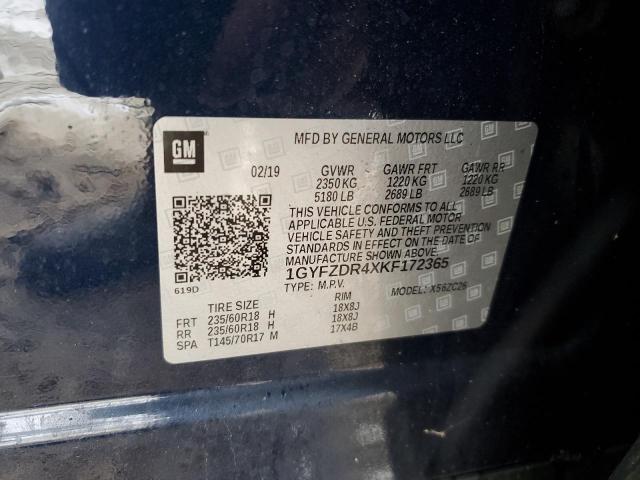 GM
MFD BY GENERAL MOTORS LLC
02/19 GVWR GAWR FRT GAWR RR
2350 KG 1220 KG 1220 KG
5180 LB 2689 LB 2689 LB
THIS VEHICLE CONFORMS TO ALL
APPLICABLE U.S. FEDERAL MOTOR
VEHICLE SAFETY AND THEFT PREVENTION
STANDARDS IN EFFECT ON THE DATE OF
MANUFACTURE SHOWN ABOVE.
1GYFZDR4XKF172365
619D
TYPE: M.P.V. MODEL: X56ZC26
TIRE SIZE RIM
FRT 235/60R18 H 18X8J
RR 235/60R18 H 18X8J
SPA T145/70R17 M 17X4B